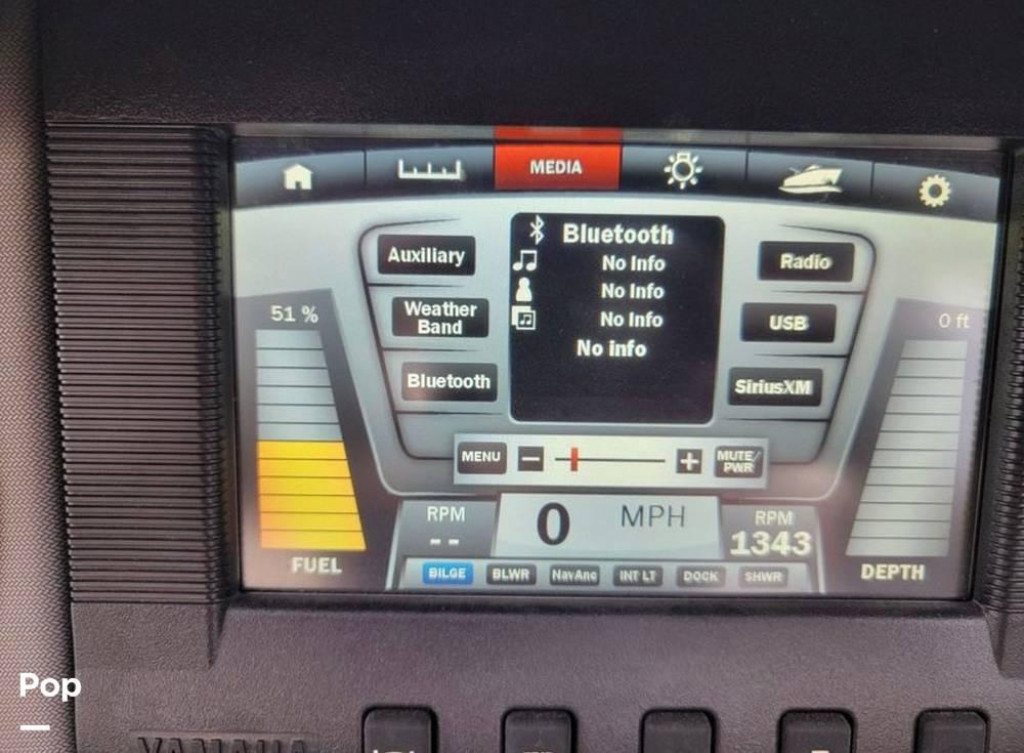 MEDIA
Auxiliary
Weather
Band
Bluetooth
Bluetooth
No Info
No Info
No Info
No info
Radio
USB
SiriusXM
51 %
0 ft
MENU
MUTE/
PWR
RPM
--
0 MPH
RPM
1343
FUEL
BILGE BLWR NavAnc INT LT DOCK SHWR
DEPTH
Pop
YAMAHA